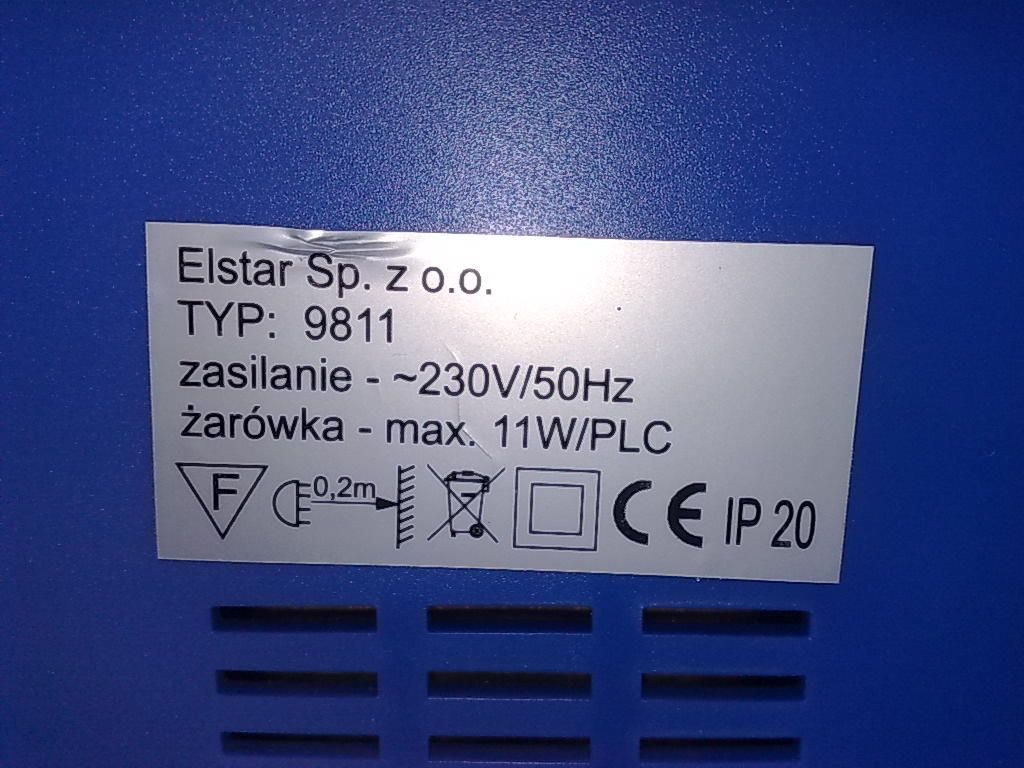 Elstar Sp. z o.o.
TYP: 9811
zasilanie - ~230V/50Hz
żarówka - max. 11W/PLC
F 0,2m CE IP 20